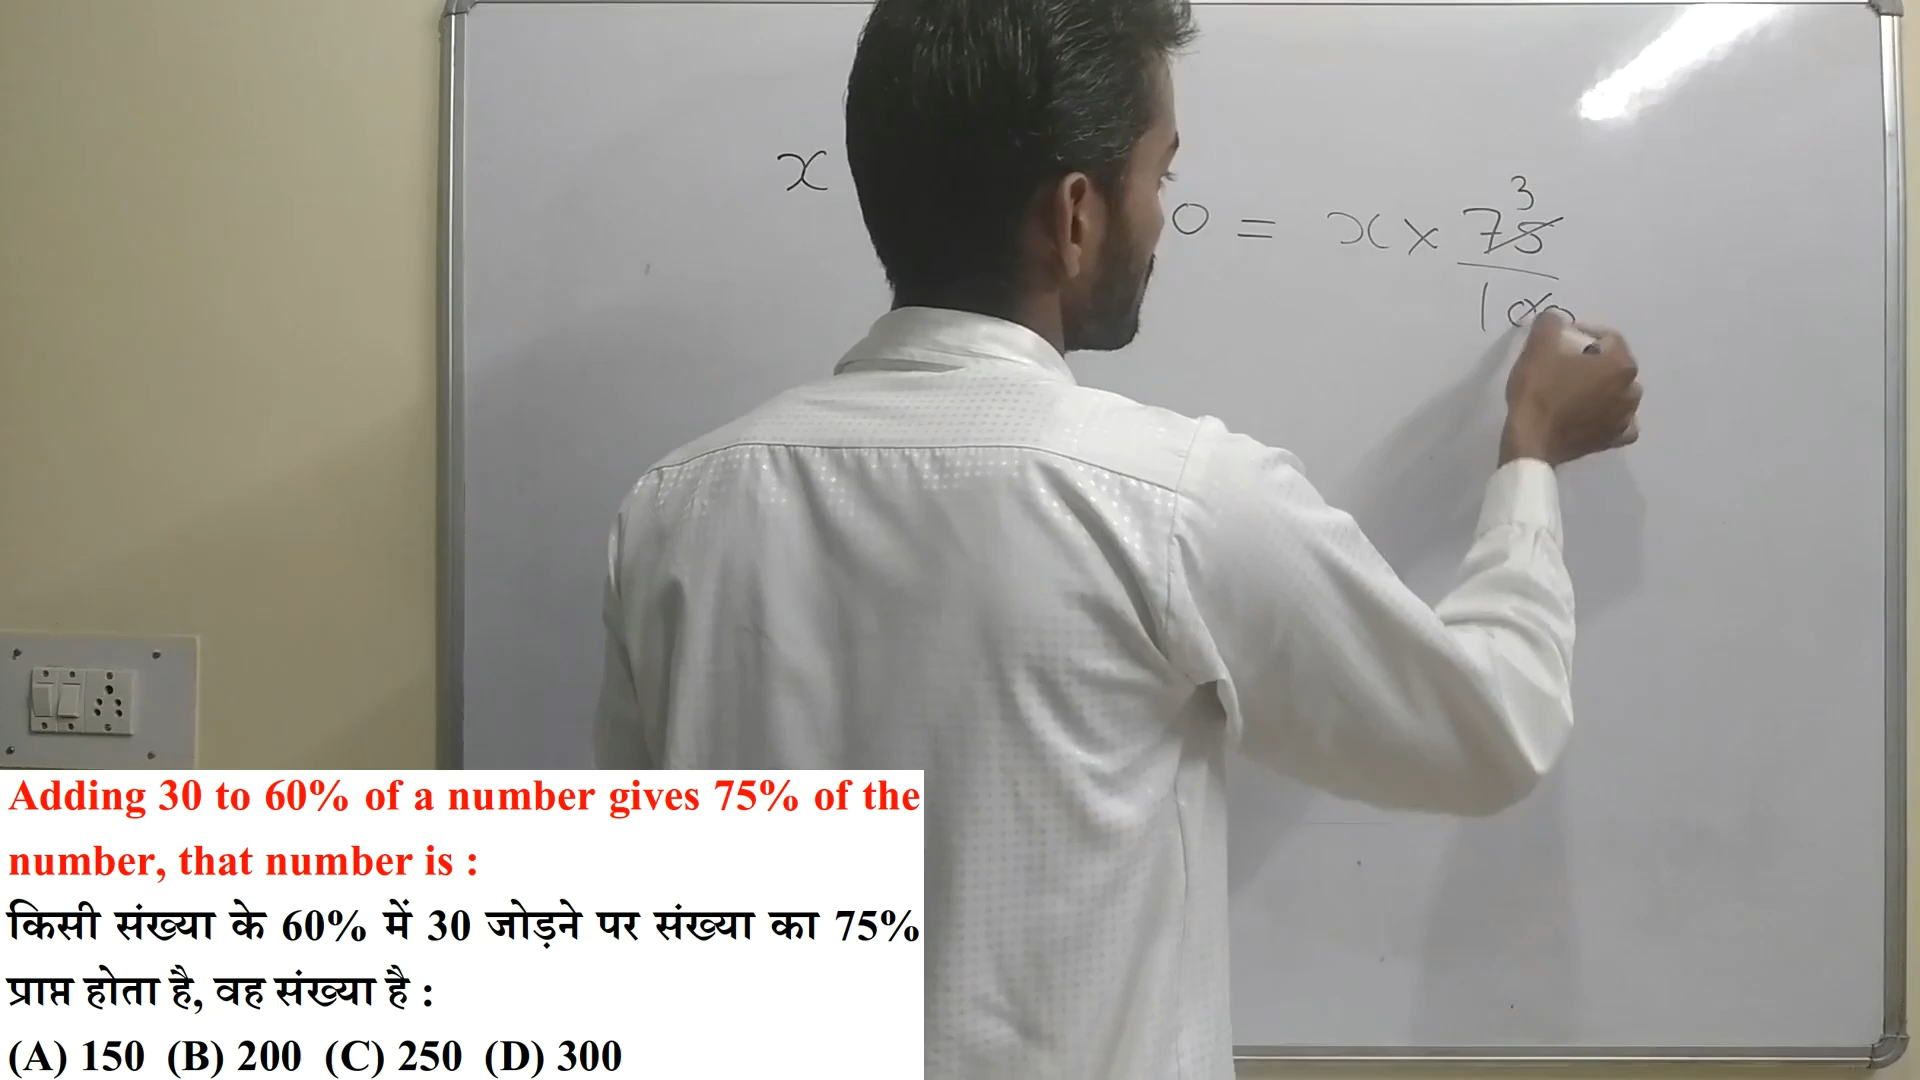 x
0 = x × 75
3
100
Adding 30 to 60% of a number gives 75% of the
number, that number is :
किसी संख्या के 60% में 30 जोड़ने पर संख्या का 75%
प्राप्त होता है, वह संख्या है :
(A) 150 (B) 200 (C) 250 (D) 300